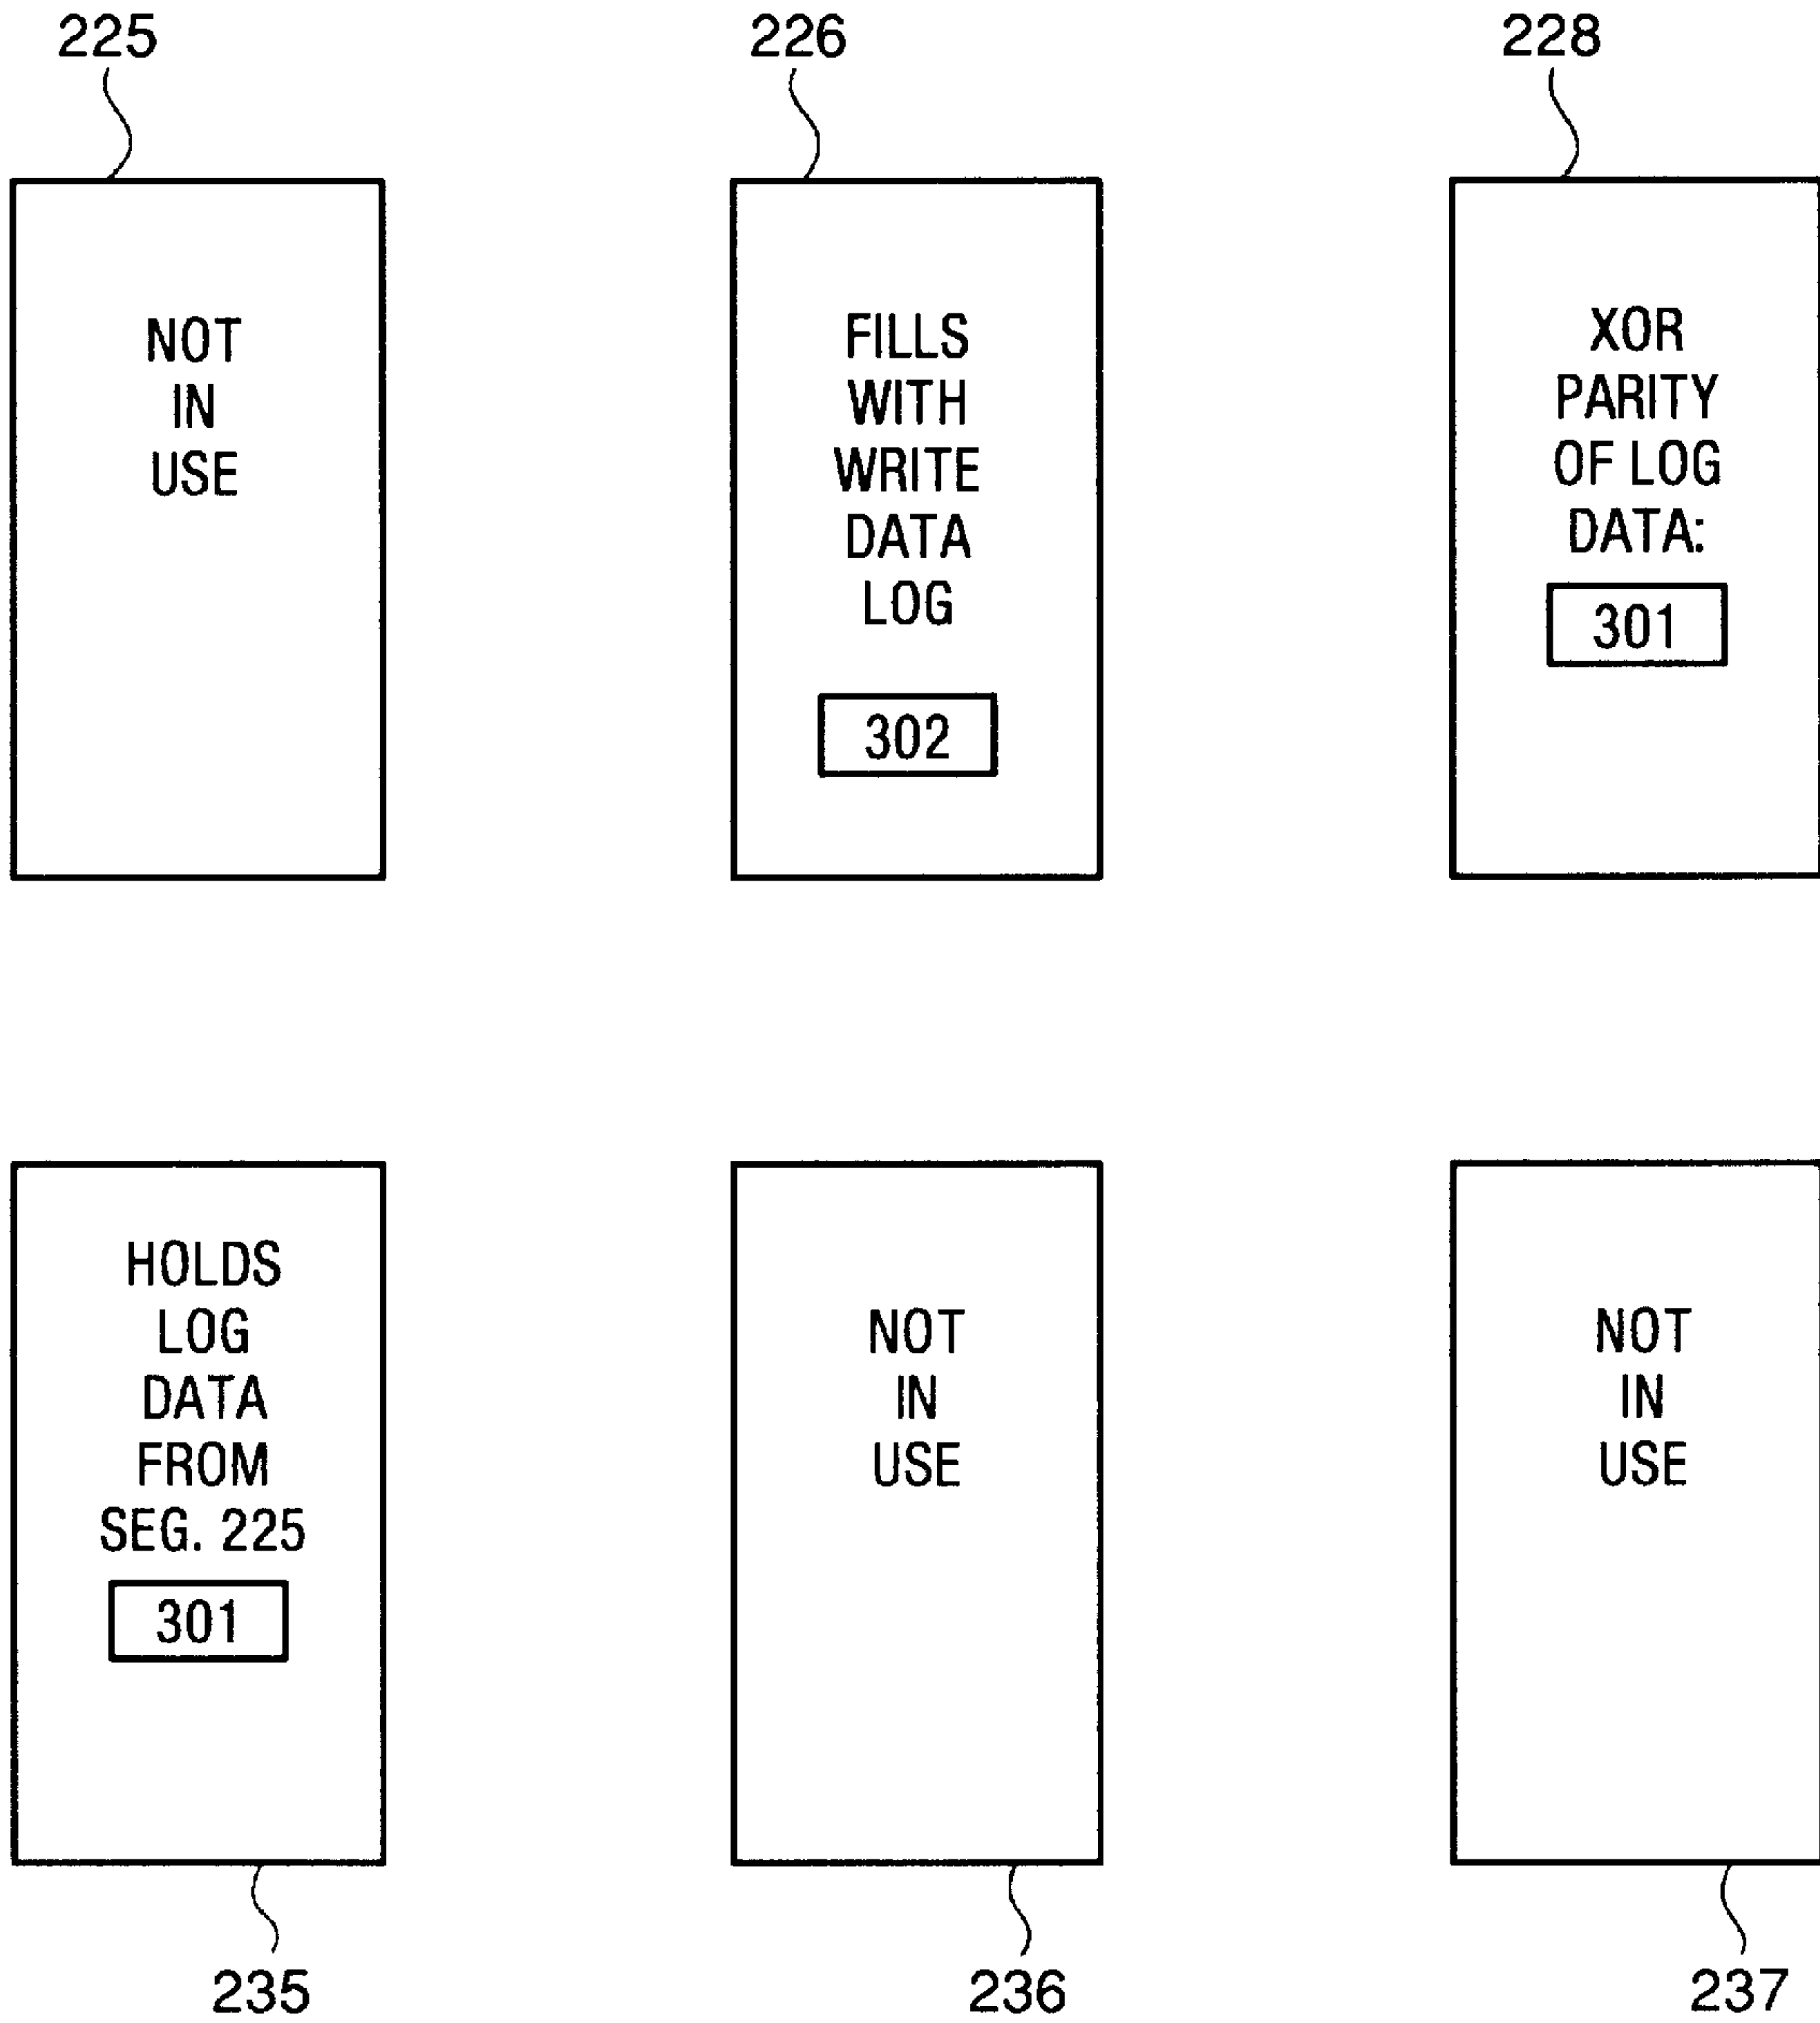 225
226
228
NOT
IN
USE
FILLS
WITH
WRITE
DATA
LOG
302
XOR
PARITY
OF LOG
DATA:
301
HOLDS
LOG
DATA
FROM
SEG. 225
301
NOT
IN
USE
NOT
IN
USE
235
236
237